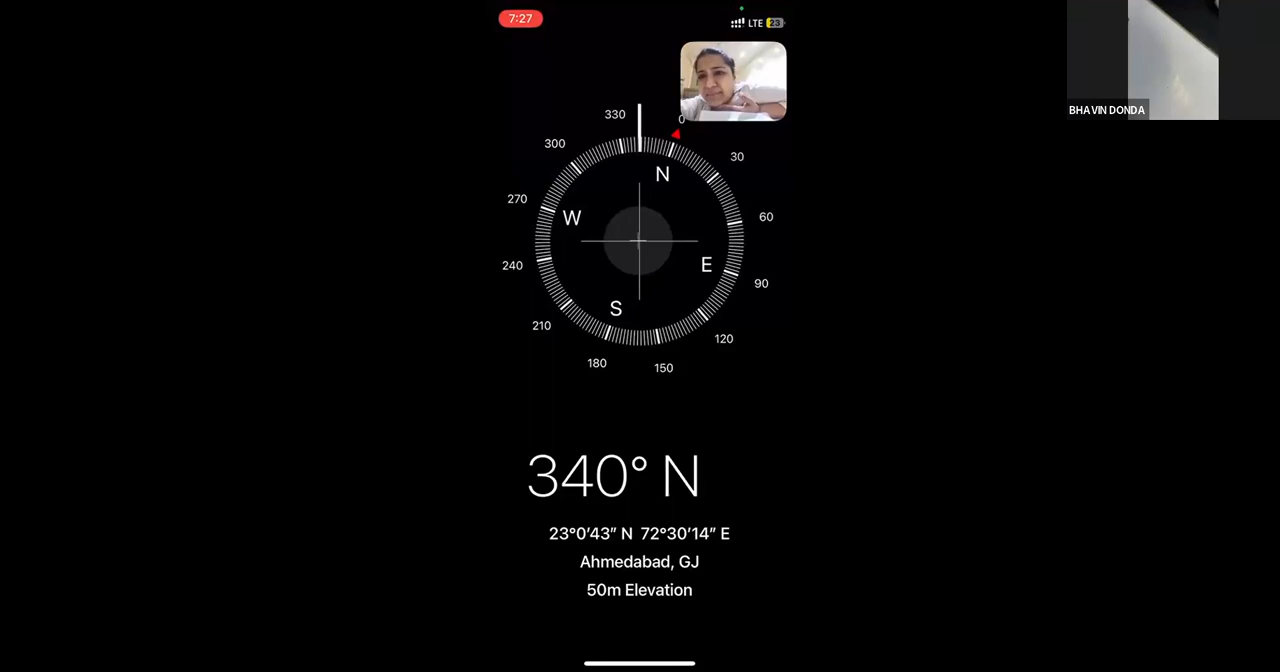 7:27
LTE 23
BHAVIN DONDA
0
330
300
30
N
270
W
60
240
E
90
S
210
120
180
150
340° N
23°0'43" N 72°30'14" E
Ahmedabad, GJ
50m Elevation